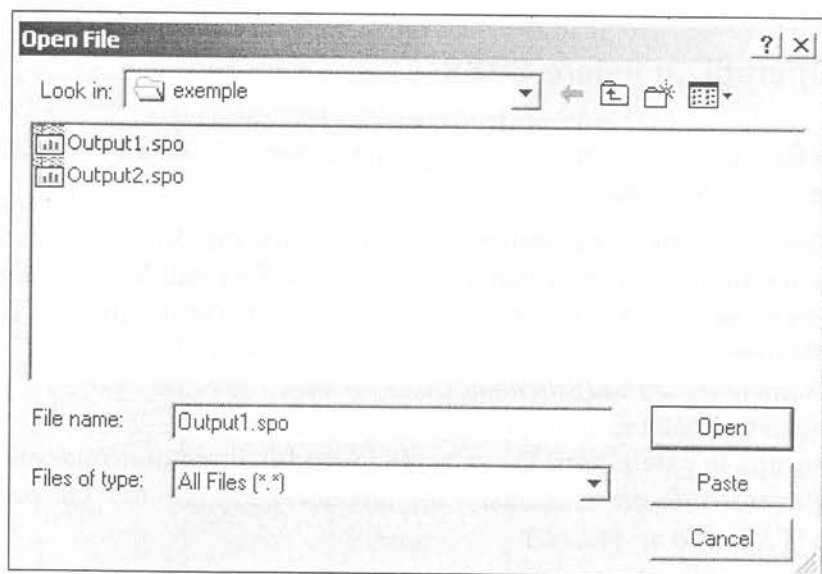 Open File
Look in: exemple
Output1.spo
Output2.spo
File name: Output1.spo Open
Files of type: All Files (*.*) Paste
Cancel